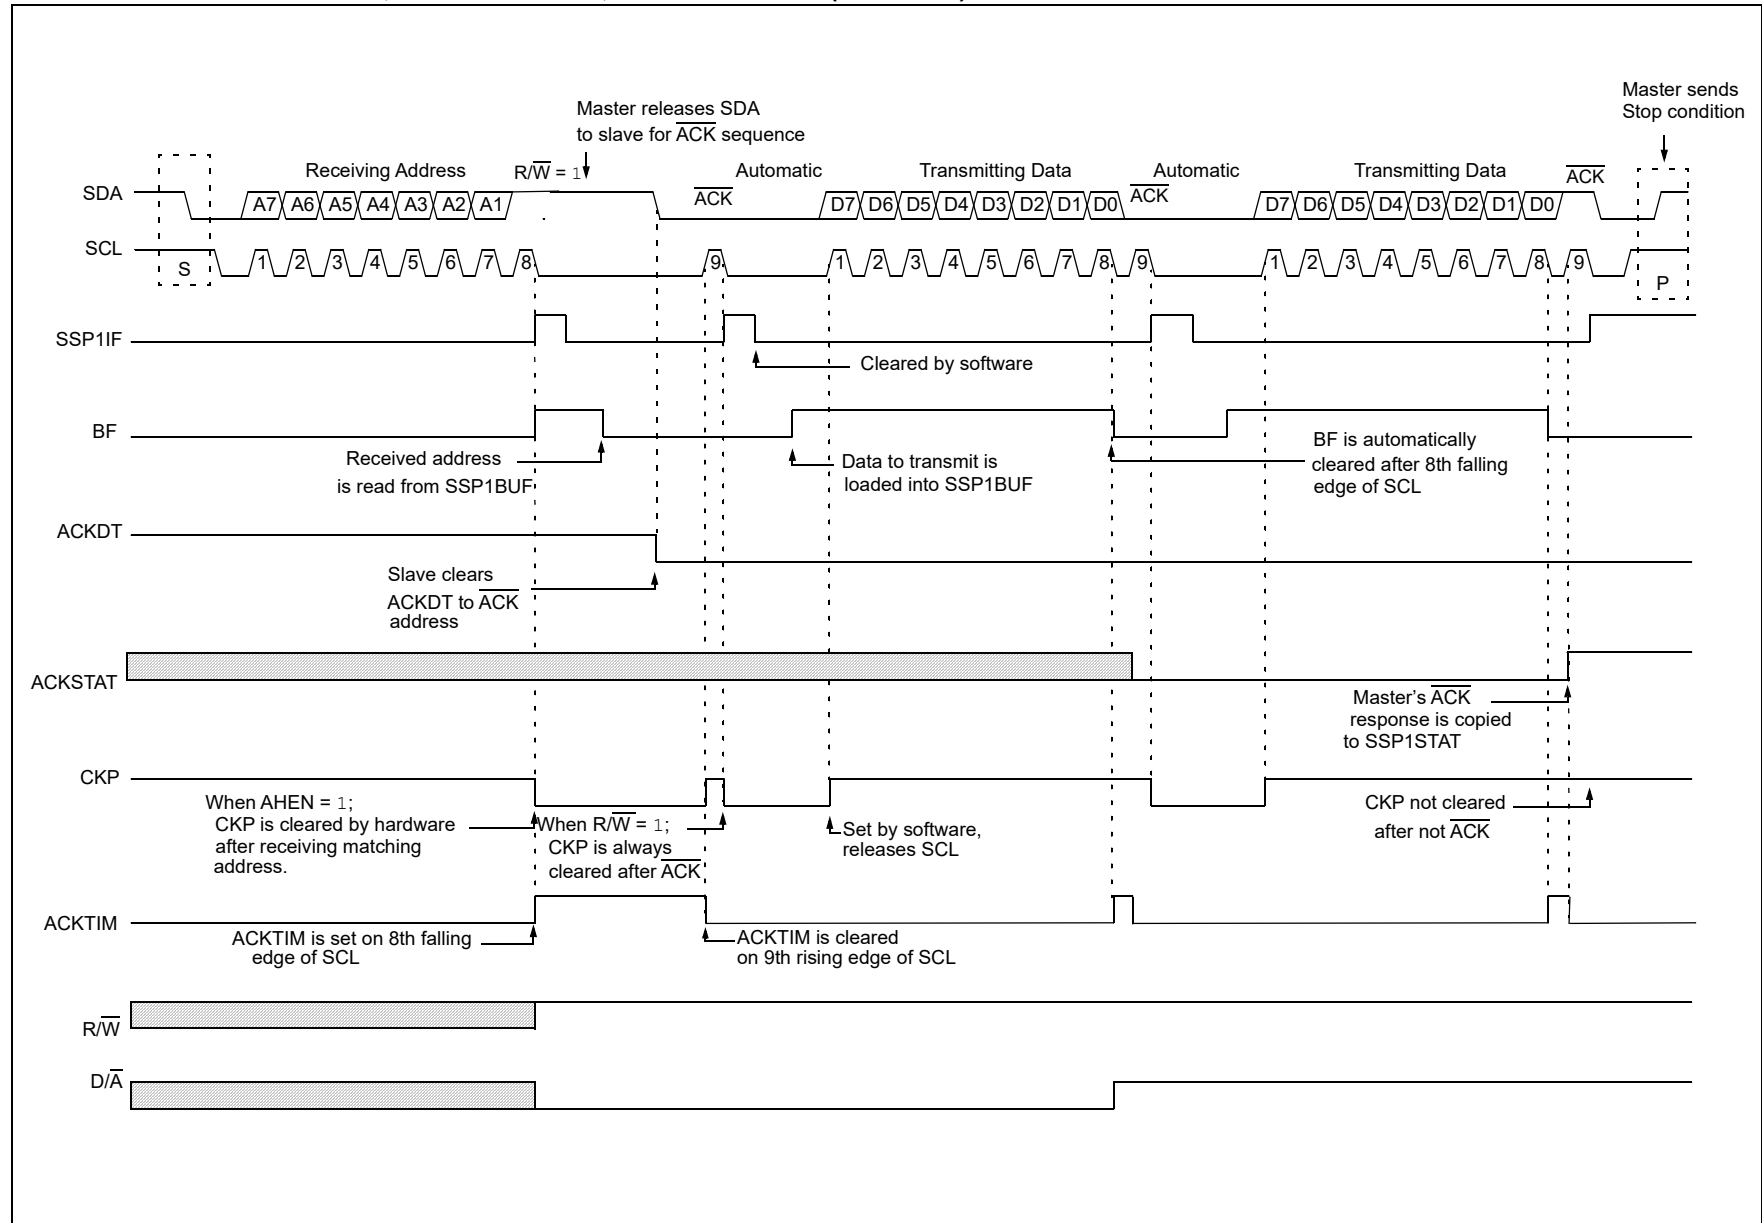 Master sends
Stop condition
Master releases SDA
to slave for ACK sequence
Receiving Address
R/W = 1
Automatic
Transmitting Data
Automatic
Transmitting Data
ACK
SDA
A7 A6 A5 A4 A3 A2 A1
ACK
D7 D6 D5 D4 D3 D2 D1 D0
ACK
D7 D6 D5 D4 D3 D2 D1 D0
SCL
S
1 2 3 4 5 6 7 8 9
1 2 3 4 5 6 7 8 9
1 2 3 4 5 6 7 8 9
P
SSP1IF
Cleared by software
BF
Received address
is read from SSP1BUF
Data to transmit is
loaded into SSP1BUF
BF is automatically
cleared after 8th falling
edge of SCL
ACKDT
Slave clears
ACKDT to ACK
address
ACKSTAT
Master's ACK
response is copied
to SSP1STAT
CKP
When AHEN = 1;
CKP is cleared by hardware
after receiving matching
address.
When R/W = 1;
CKP is always
cleared after ACK
Set by software,
releases SCL
CKP not cleared
after not ACK
ACKTIM
ACKTIM is set on 8th falling
edge of SCL
ACKTIM is cleared
on 9th rising edge of SCL
R/W
D/A